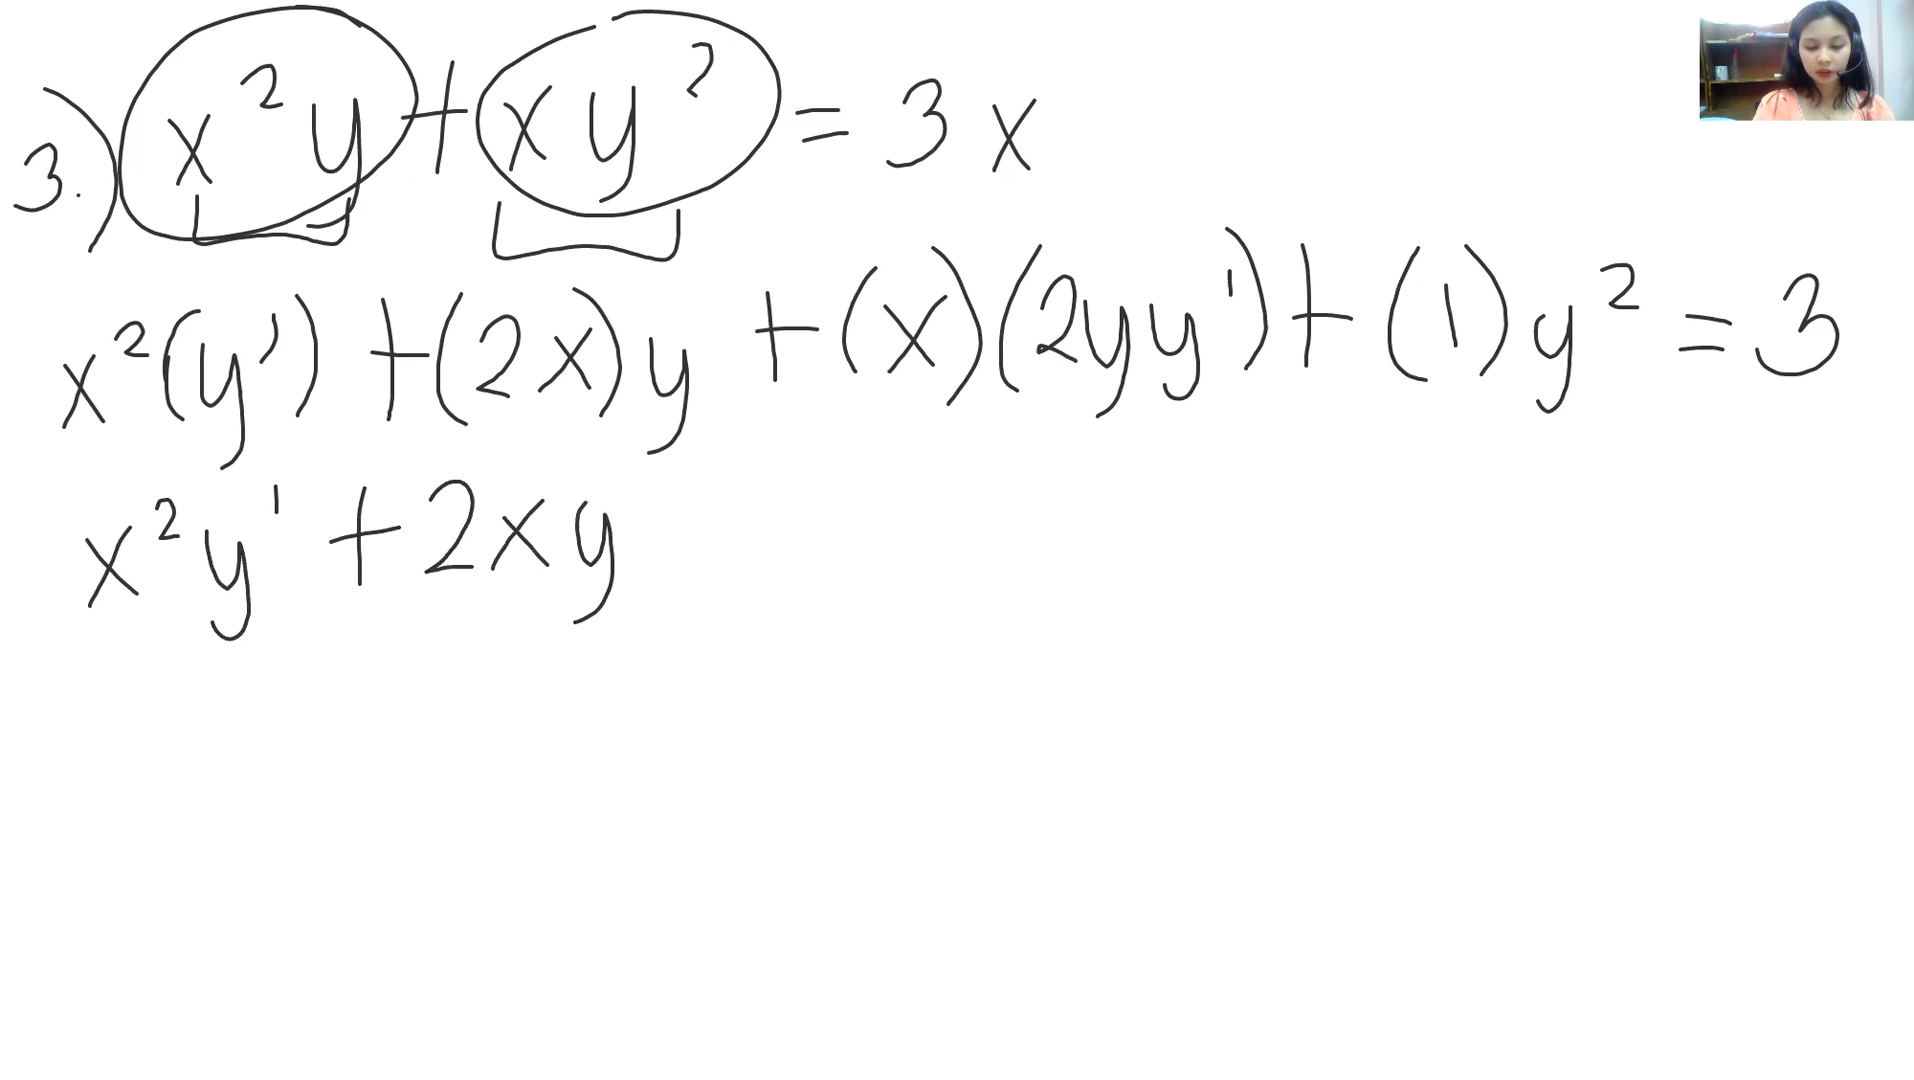 3.) x²y + xy² = 3x
x²(y') + (2x)y + (x)(2yy') + (1)y² = 3
x²y' + 2xy